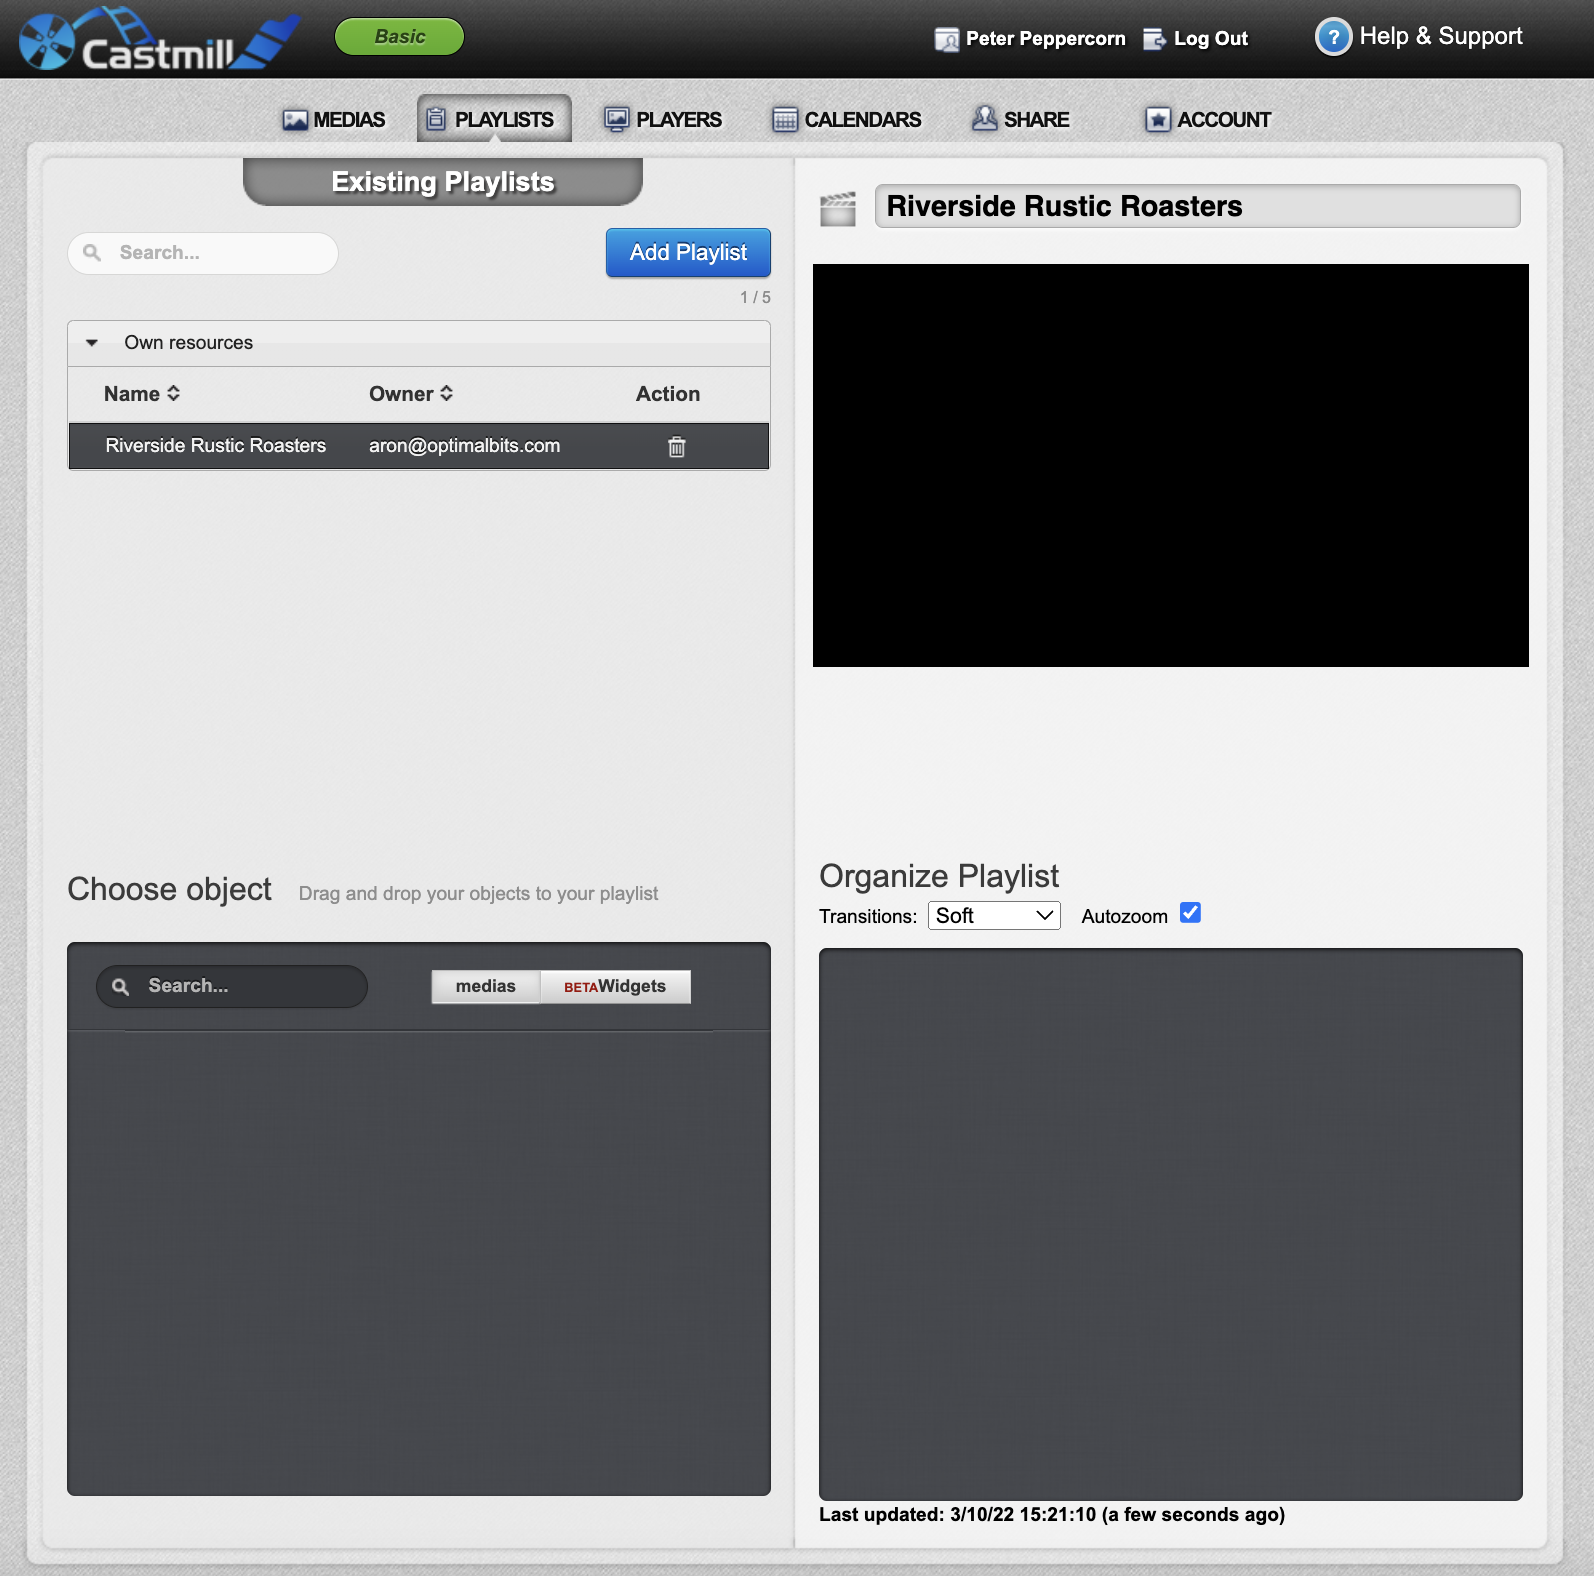 Castmill
Basic
Peter Peppercorn
Log Out
? Help & Support
MEDIAS
PLAYLISTS
PLAYERS
CALENDARS
SHARE
ACCOUNT
Existing Playlists
Search...
Add Playlist
1 / 5
Own resources
Name Owner Action
Riverside Rustic Roasters aron@optimalbits.com
Choose object Drag and drop your objects to your playlist
Search...
medias
BETAWidgets
Riverside Rustic Roasters
Organize Playlist
Transitions: Soft Autozoom
Last updated: 3/10/22 15:21:10 (a few seconds ago)